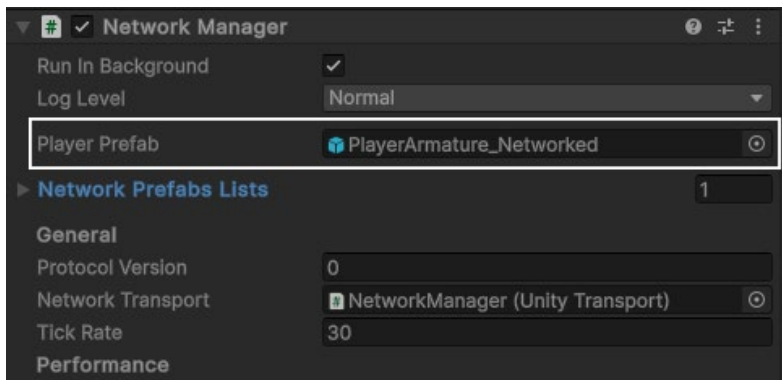 Network Manager
Run In Background
Log Level Normal
Player Prefab PlayerArmature_Networked
Network Prefabs Lists 1
General
Protocol Version 0
Network Transport # NetworkManager (Unity Transport)
Tick Rate 30
Performance